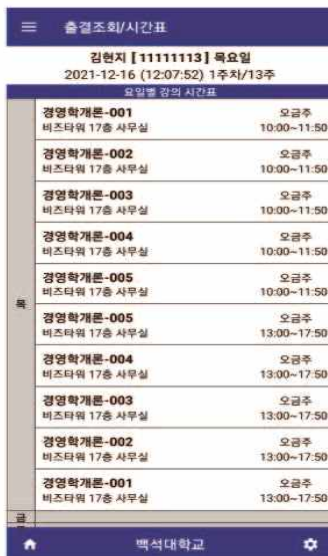 출결조회/시간표
김현지 [11111113] 목요일
2021-12-16 (12:07:52) 1주차/13주
요일별 강의 시간표
목
경영학개론-001 오금주
비즈타워 17층 사무실 10:00~11:50
경영학개론-002 오금주
비즈타워 17층 사무실 10:00~11:50
경영학개론-003 오금주
비즈타워 17층 사무실 10:00~11:50
경영학개론-004 오금주
비즈타워 17층 사무실 10:00~11:50
경영학개론-005 오금주
비즈타워 17층 사무실 10:00~11:50
경영학개론-005 오금주
비즈타워 17층 사무실 13:00~17:50
경영학개론-004 오금주
비즈타워 17층 사무실 13:00~17:50
경영학개론-003 오금주
비즈타워 17층 사무실 13:00~17:50
경영학개론-002 오금주
비즈타워 17층 사무실 13:00~17:50
경영학개론-001 오금주
비즈타워 17층 사무실 13:00~17:50
금
백석대학교